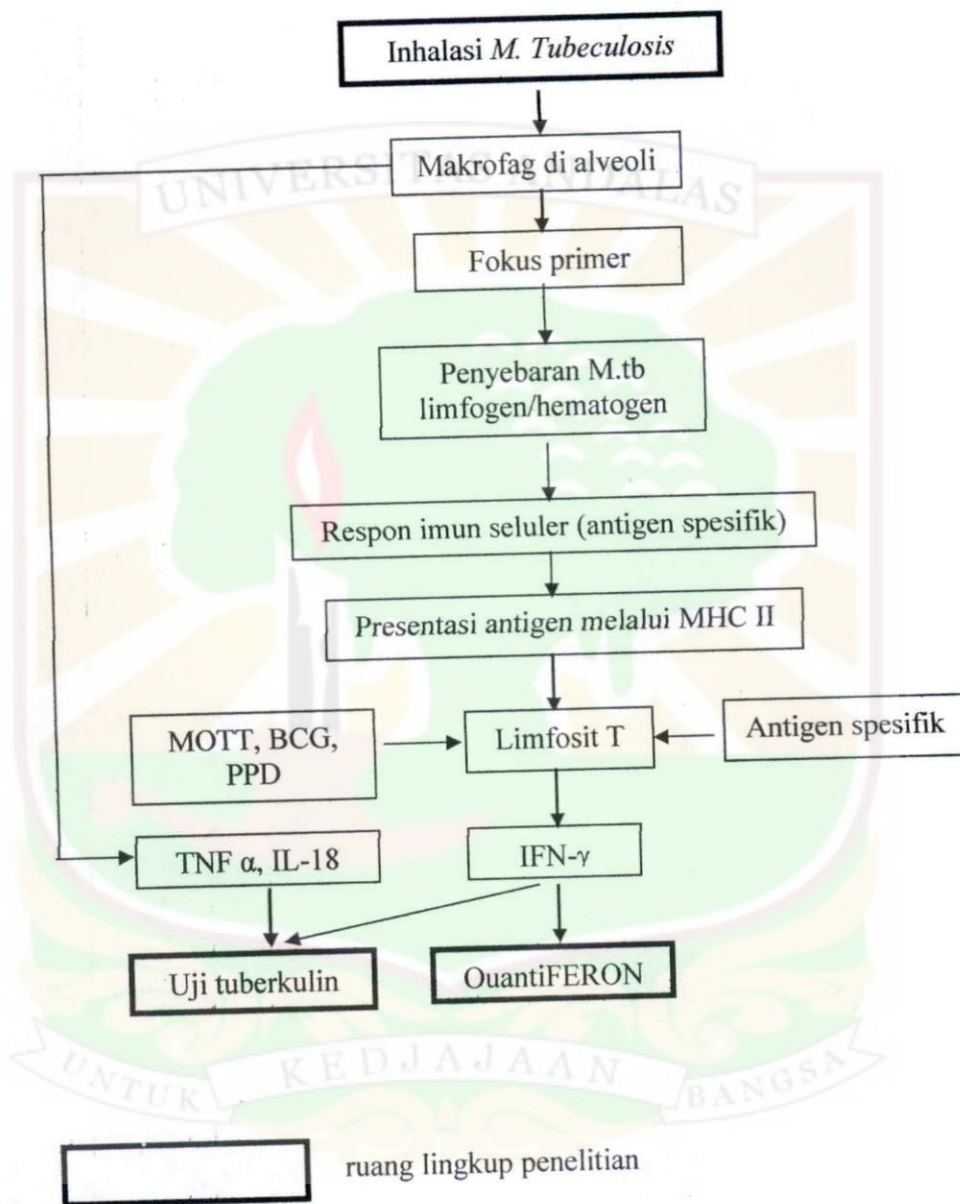 Inhalasi M. Tubeculosis
UNIVERSITAS ANDALAS
Makrofag di alveoli
Fokus primer
Penyebaran M.tb
limfogen/hematogen
Respon imun seluler (antigen spesifik)
Presentasi antigen melalui MHC II
MOTT, BCG,
PPD
Limfosit T
Antigen spesifik
TNF α, IL-18
IFN-γ
Uji tuberkulin
OuantiFERON
UNTUK KEDJAJAAN BANGSA
ruang lingkup penelitian